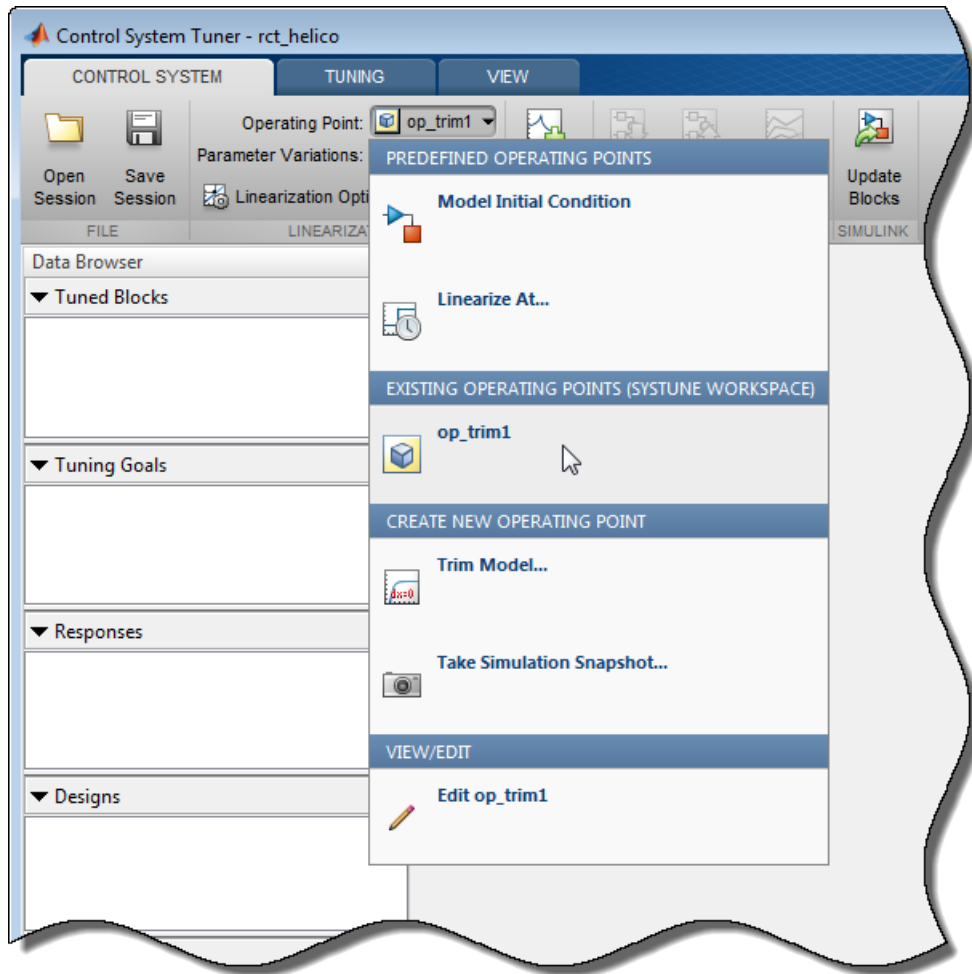 Control System Tuner - rct_helico
CONTROL SYSTEM
TUNING
VIEW
Open
Session
Save
Session
FILE
Operating Point:
op_trim1
Parameter Variations:
Linearization Opti
LINEARIZA
Update
Blocks
SIMULINK
PREDEFINED OPERATING POINTS
Model Initial Condition
Linearize At...
EXISTING OPERATING POINTS (SYSTUNE WORKSPACE)
op_trim1
CREATE NEW OPERATING POINT
dx=0
Trim Model...
Take Simulation Snapshot...
VIEW/EDIT
Edit op_trim1
Data Browser
Tuned Blocks
Tuning Goals
Responses
Designs